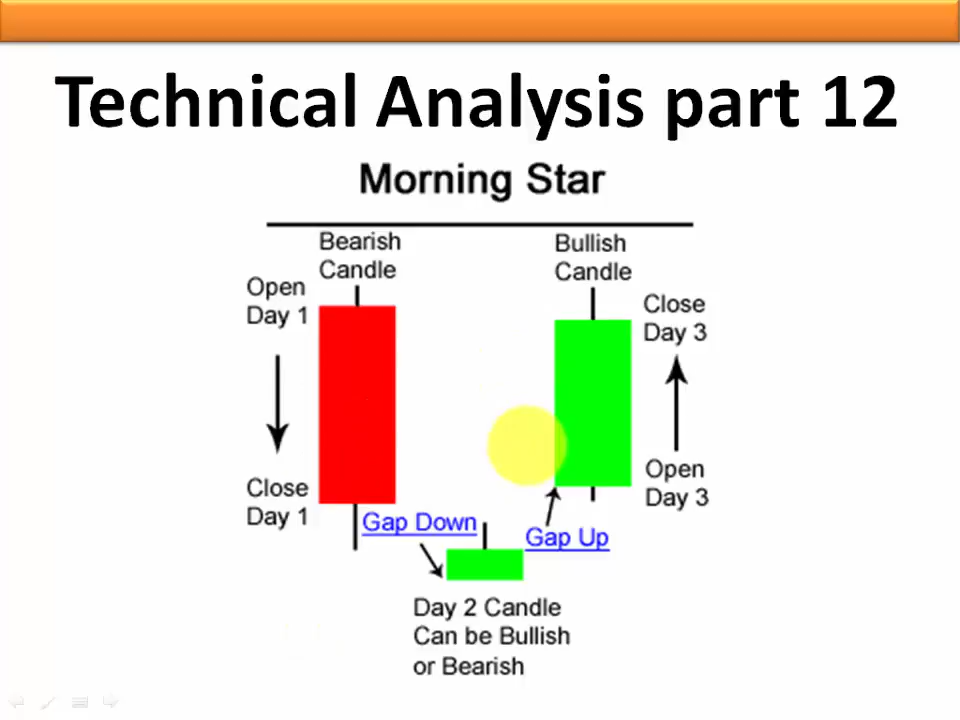 Technical Analysis part 12
Morning Star
Bearish
Candle
Bullish
Candle
Open
Day 1
Close
Day 3
Close
Day 1
Open
Day 3
Gap Down
Gap Up
Day 2 Candle
Can be Bullish
or Bearish